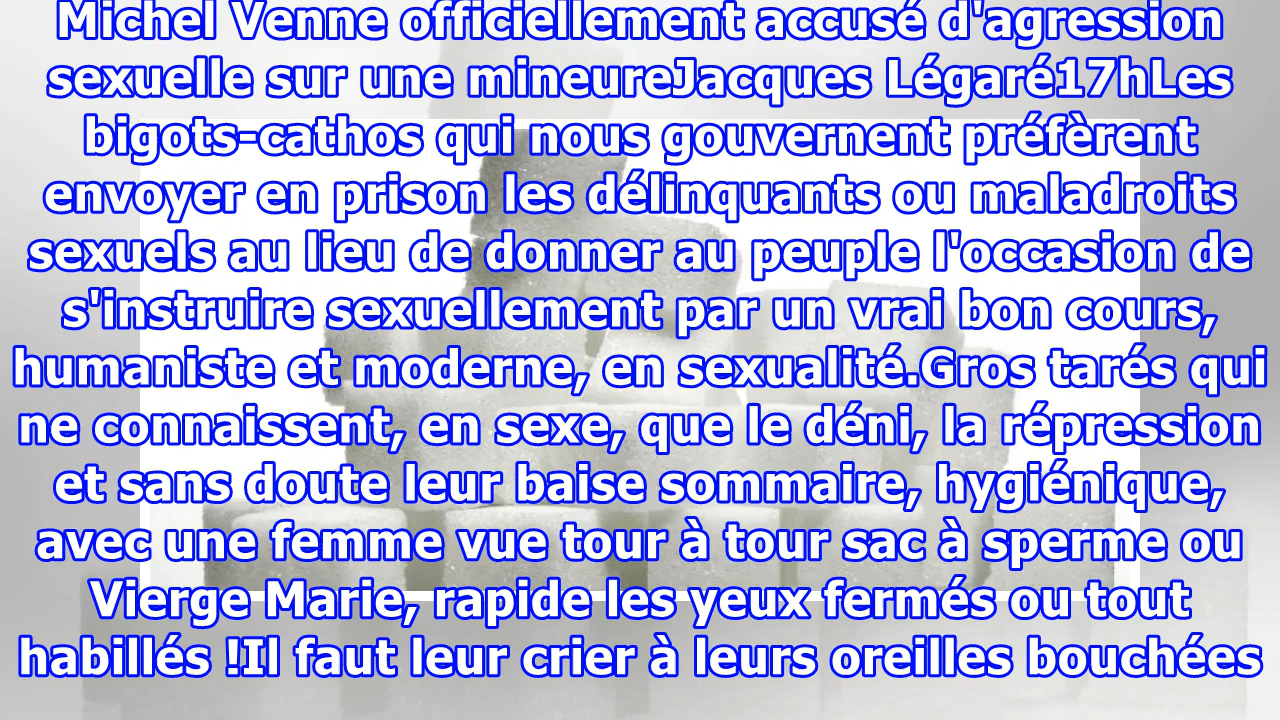 Michel Venne officiellement accusé d'agression
sexuelle sur une mineureJacques Légaré17hLes
bigots-cathos qui nous gouvernent préfèrent
envoyer en prison les délinquants ou maladroits
sexuels au lieu de donner au peuple l'occasion de
s'instruire sexuellement par un vrai bon cours,
humaniste et moderne, en sexualité.Gros tarés qui
ne connaissent, en sexe, que le déni, la répression
et sans doute leur baise sommaire, hygiénique,
avec une femme vue tour à tour sac à sperme ou
Vierge Marie, rapide les yeux fermés ou tout
habillés !Il faut leur crier à leurs oreilles bouchées